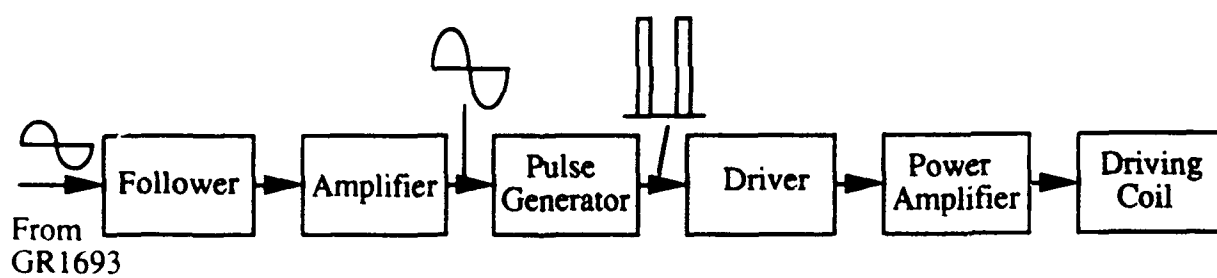 From
GR1693
Follower
Amplifier
Pulse
Generator
Driver
Power
Amplifier
Driving
Coil